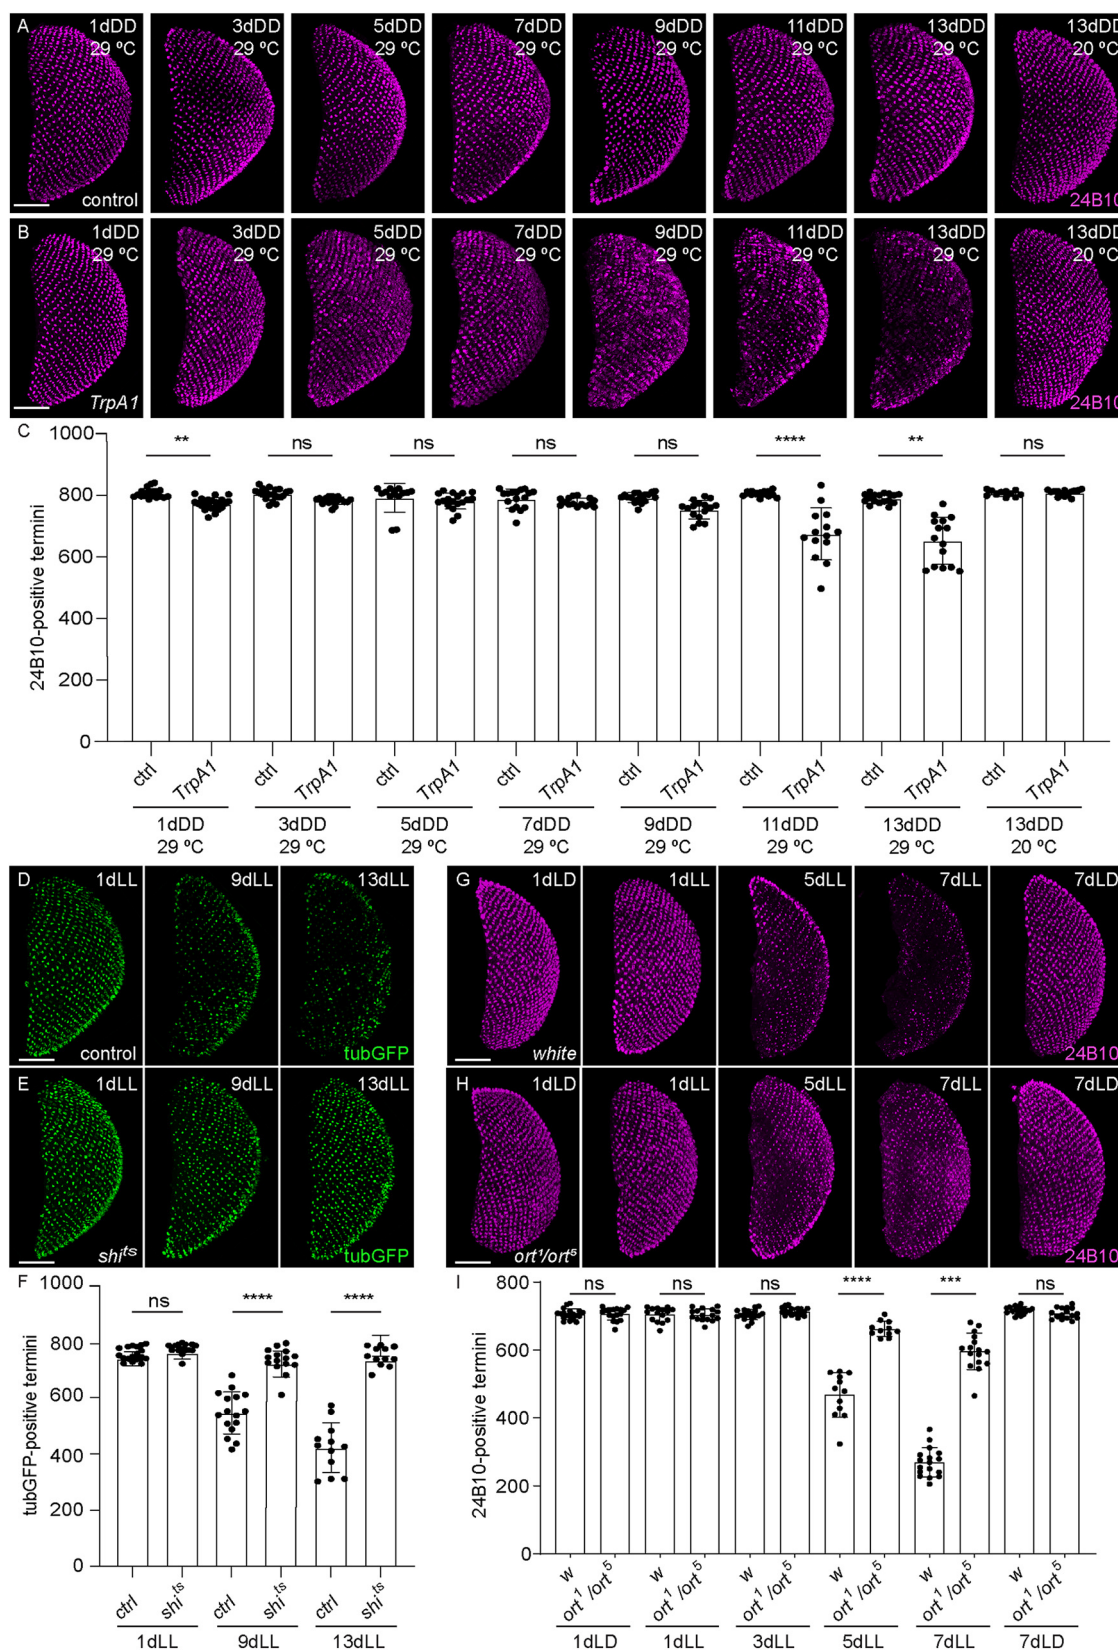 A
1dDD
29 ºC
3dDD
29 ºC
5dDD
29 ºC
7dDD
29 ºC
9dDD
29 ºC
11dDD
29 ºC
13dDD
29 ºC
13dDD
20 ºC
control
24B10
B
1dDD
29 ºC
3dDD
29 ºC
5dDD
29 ºC
7dDD
29 ºC
9dDD
29 ºC
11dDD
29 ºC
13dDD
29 ºC
13dDD
20 ºC
TrpA1
24B10
C
24B10-positive termini
1000
800
600
400
200
0
** ns ns ns ns **** ** ns
ctrl TrpA1 ctrl TrpA1 ctrl TrpA1 ctrl TrpA1 ctrl TrpA1 ctrl TrpA1 ctrl TrpA1 ctrl TrpA1
1dDD 3dDD 5dDD 7dDD 9dDD 11dDD 13dDD 13dDD
29 ºC 29 ºC 29 ºC 29 ºC 29 ºC 29 ºC 29 ºC 20 ºC
D 1dLL 9dLL 13dLL
control tubGFP
E 1dLL 9dLL 13dLL
shiᵗˢ tubGFP
F
tubGFP-positive termini
1000
800
600
400
200
0
ns **** ****
ctrl shiᵗˢ ctrl shiᵗˢ ctrl shiᵗˢ
1dLL 9dLL 13dLL
G 1dLD 1dLL 5dLL 7dLL 7dLD
white 24B10
H 1dLD 1dLL 5dLL 7dLL 7dLD
ort¹/ort⁵ 24B10
I
24B10-positive termini
800
600
400
200
0
ns ns ns **** *** ns
w ort¹/ort⁵ w ort¹/ort⁵ w ort¹/ort⁵ w ort¹/ort⁵ w ort¹/ort⁵ w ort¹/ort⁵
1dLD 1dLL 3dLL 5dLL 7dLL 7dLD